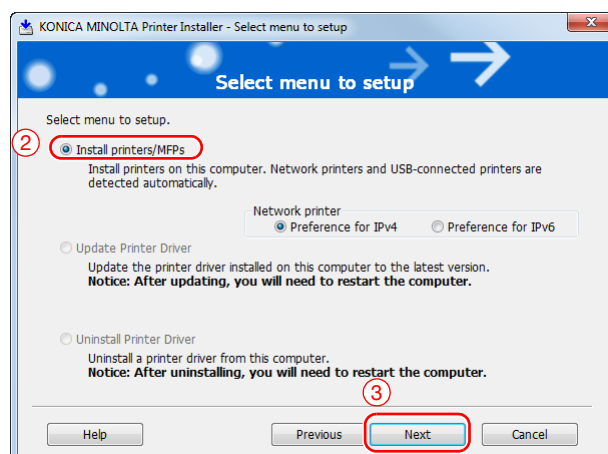 KONICA MINOLTA Printer Installer - Select menu to setup
x
Select menu to setup
Select menu to setup.
2
Install printers/MFPs
Install printers on this computer. Network printers and USB-connected printers are
detected automatically.
Network printer
Preference for IPv4 Preference for IPv6
Update Printer Driver
Update the printer driver installed on this computer to the latest version.
Notice: After updating, you will need to restart the computer.
Uninstall Printer Driver
Uninstall a printer driver from this computer.
Notice: After uninstalling, you will need to restart the computer.
3
Help Previous Next Cancel